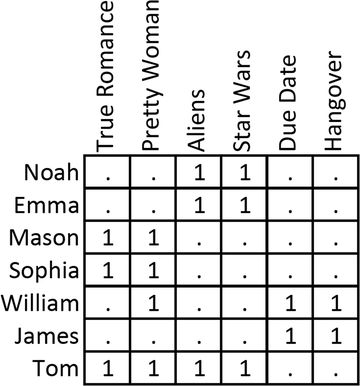 True Romance Pretty Woman Aliens Star Wars Due Date Hangover
Noah . . 1 1 . .
Emma . . 1 1 . .
Mason 1 1 . . . .
Sophia 1 1 . . . .
William . 1 . . 1 1
James . . . . 1 1
Tom 1 1 1 1 . .